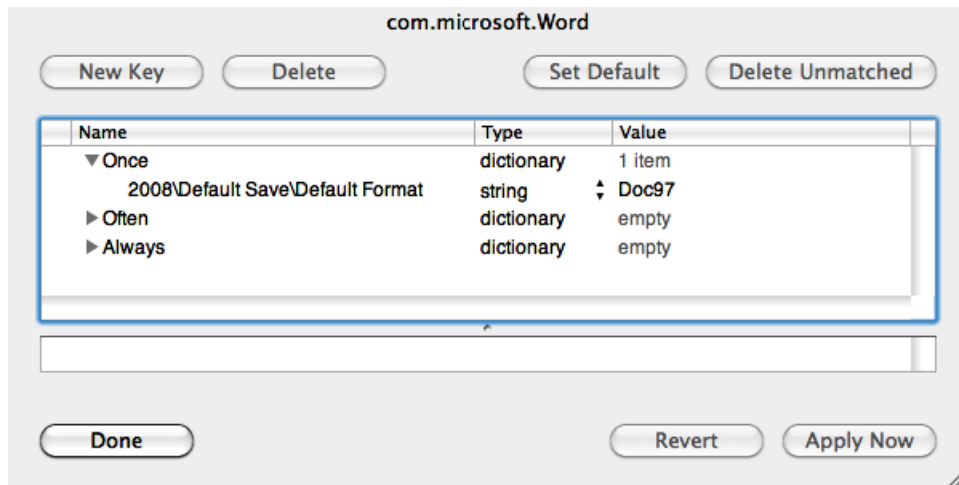 com.microsoft.Word
New Key Delete Set Default Delete Unmatched
Name Type Value
Once dictionary 1 item
2008\Default Save\Default Format string Doc97
Often dictionary empty
Always dictionary empty
Done Revert Apply Now